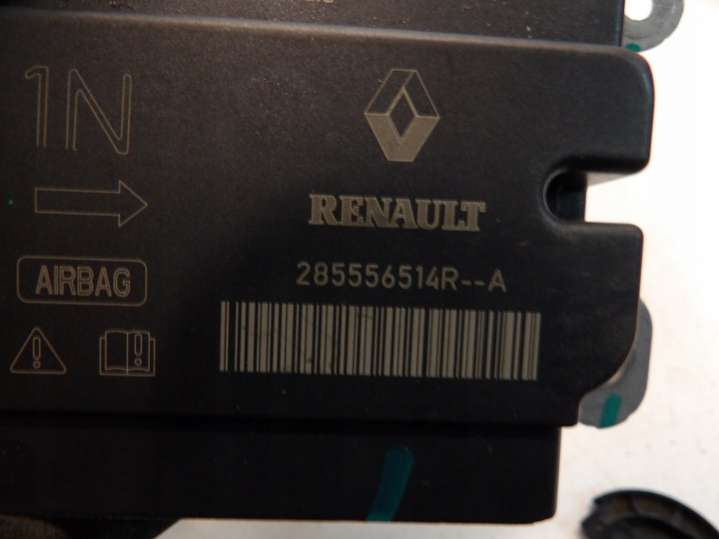 1N
RENAULT
AIRBAG
285556514R--A